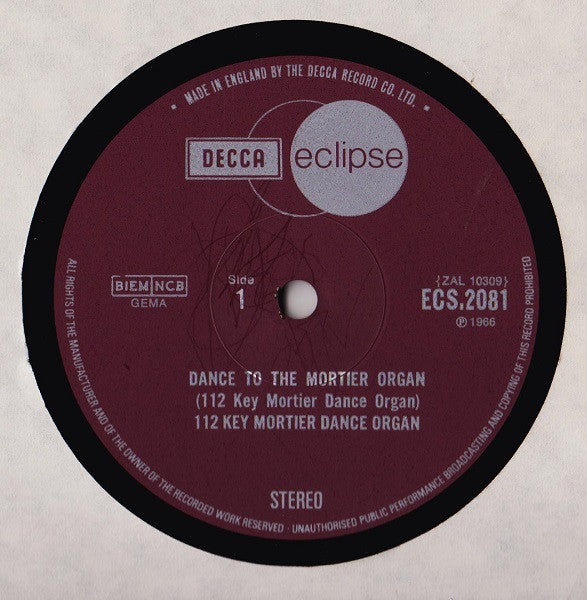 ▪ MADE IN ENGLAND BY THE DECCA RECORD CO. LTD. ▪
DECCA eclipse
BIEM NCB
GEMA
Side
1
{ZAL 10309}
ECS.2081
℗ 1966
DANCE TO THE MORTIER ORGAN
(112 Key Mortier Dance Organ)
112 KEY MORTIER DANCE ORGAN
STEREO
ALL RIGHTS OF THE MANUFACTURER AND OF THE OWNER OF THE RECORDED WORK RESERVED · UNAUTHORISED PUBLIC PERFORMANCE BROADCASTING AND COPYING OF THIS RECORD PROHIBITED